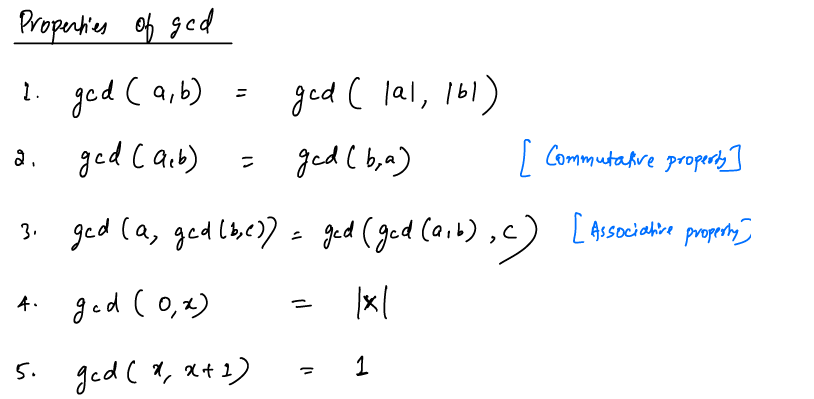 Properties of gcd
1. gcd ( a,b) = gcd ( |a|, |b|)
2. gcd ( a,b) = gcd ( b,a) [ Commutative property]
3. gcd (a, gcd (b,c)) = gcd (gcd (a,b) , c) [ Associative property]
4. gcd ( 0,x) = |x|
5. gcd ( x, x+1) = 1